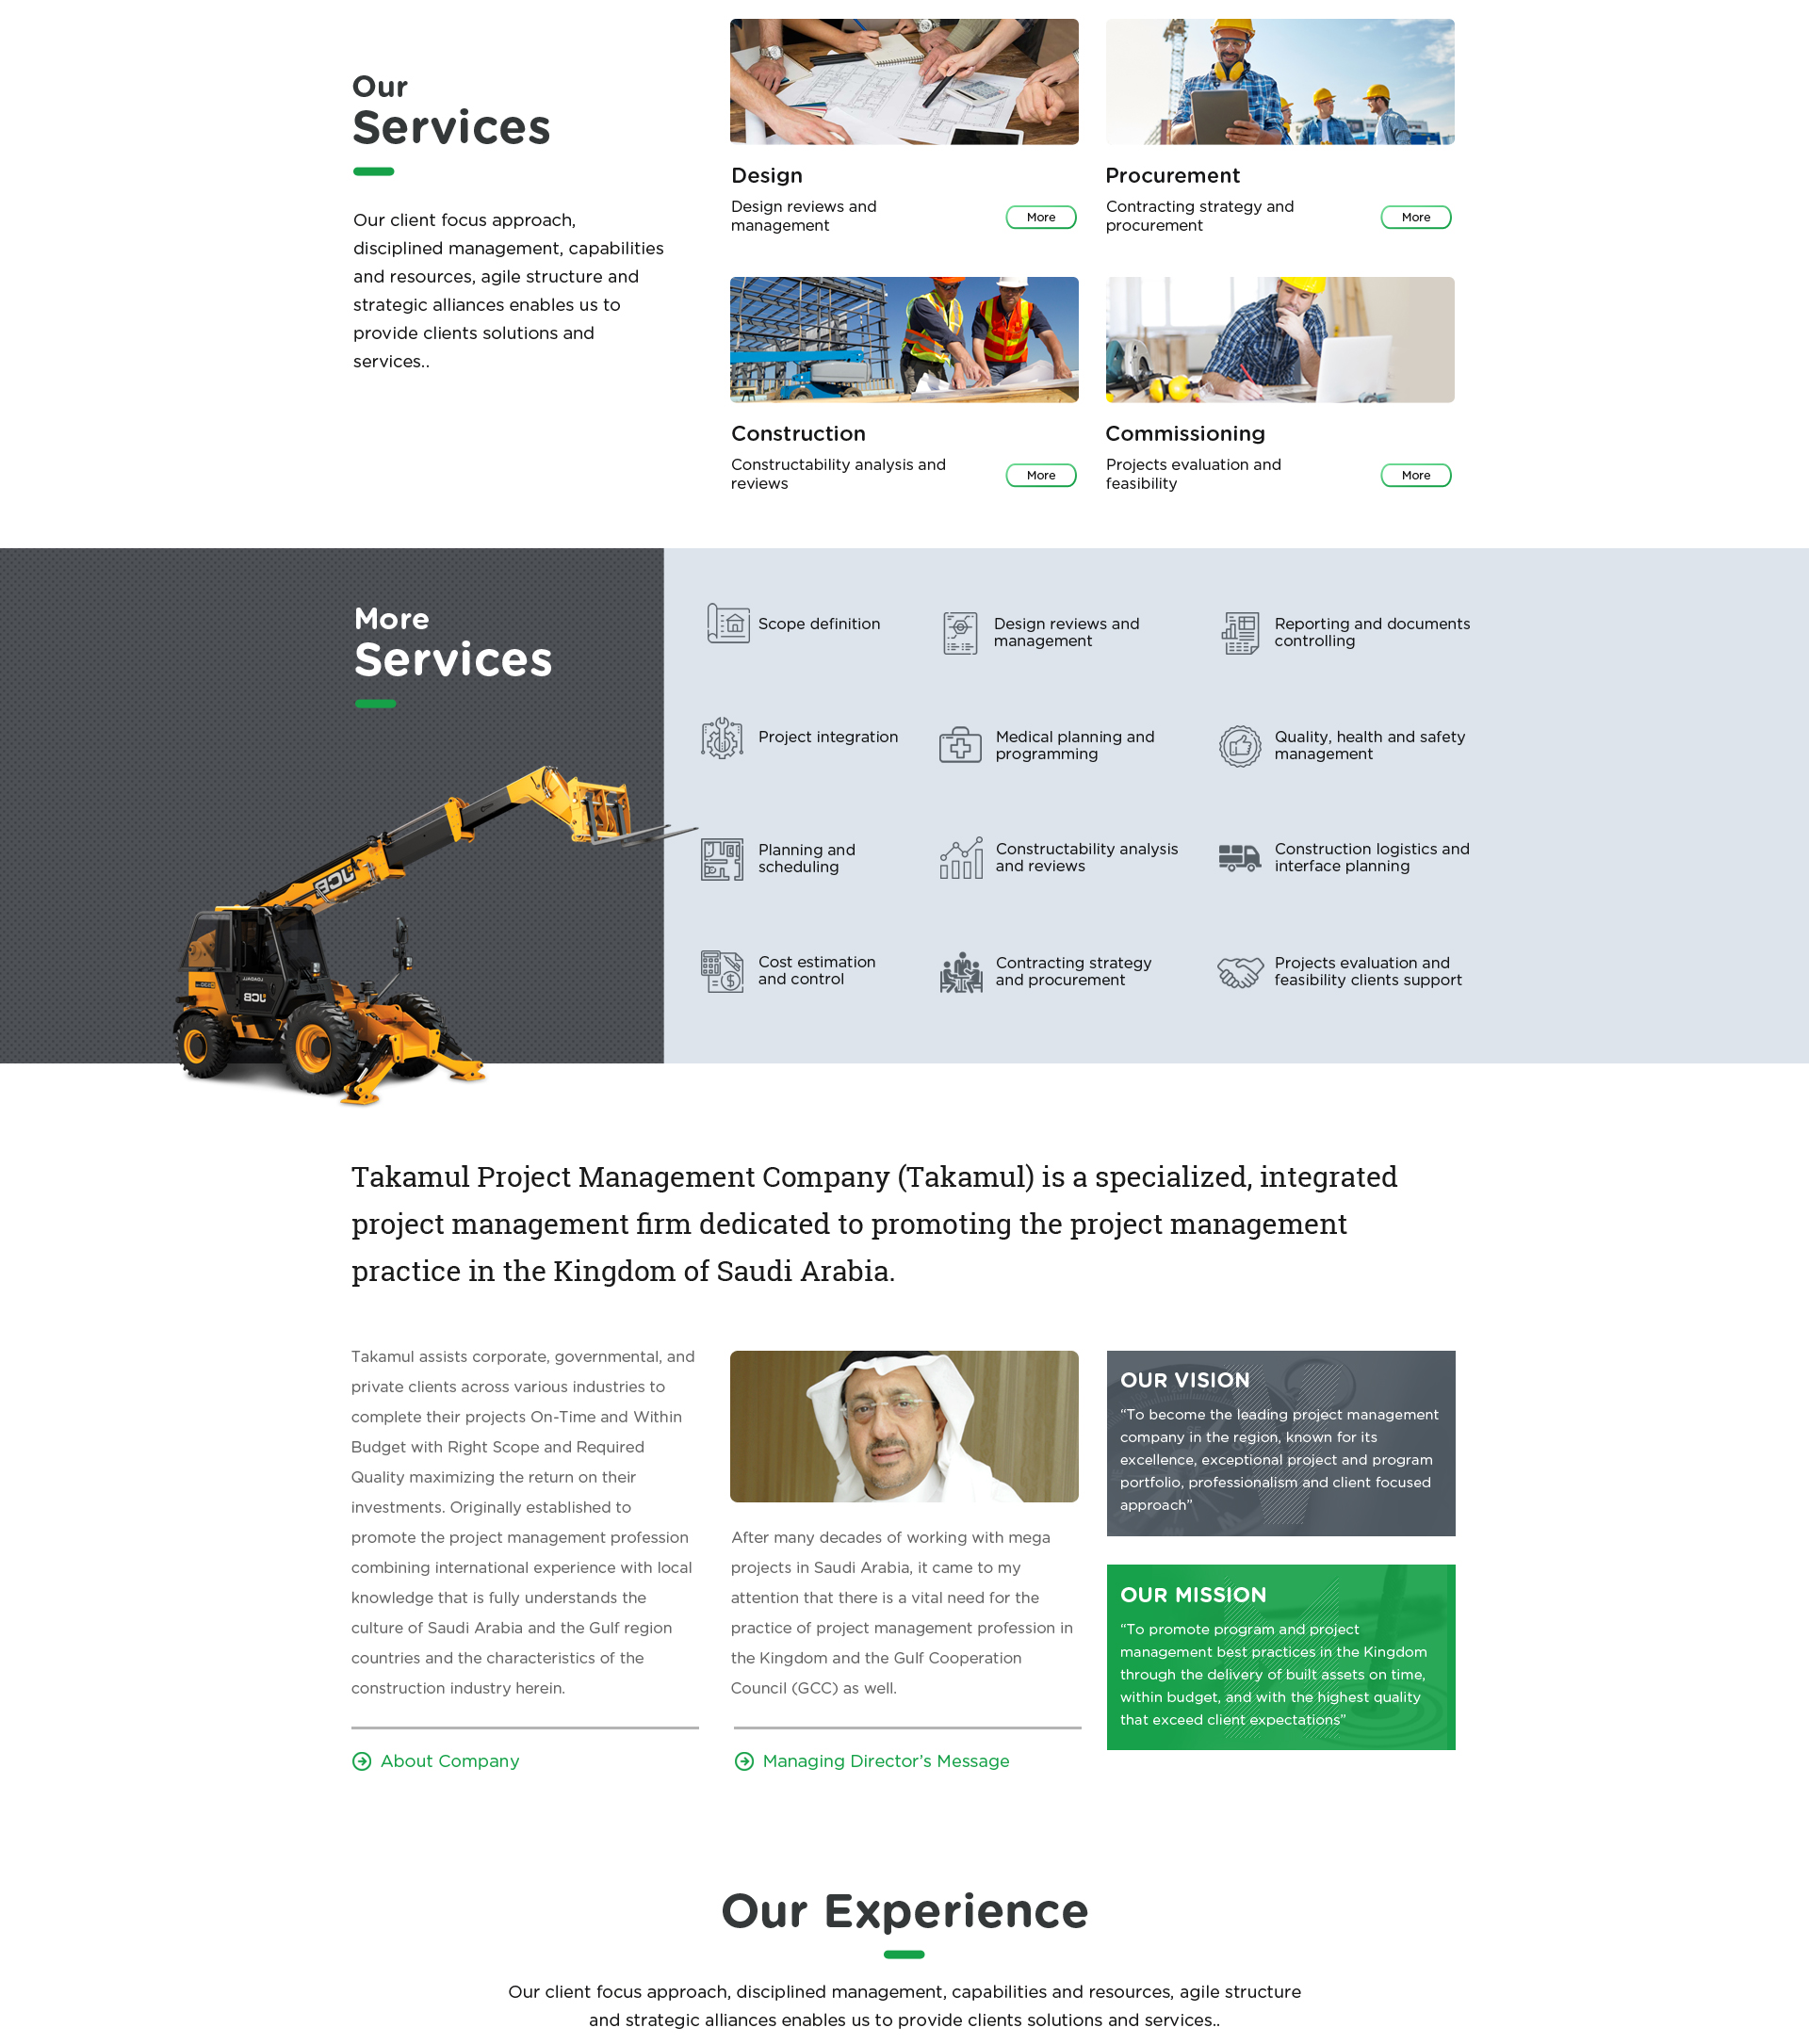 Our
Services
Our client focus approach,
disciplined management, capabilities
and resources, agile structure and
strategic alliances enables us to
provide clients solutions and
services..
Design
Design reviews and
management
More
Procurement
Contracting strategy and
procurement
More
Construction
Constructability analysis and
reviews
More
Commissioning
Projects evaluation and
feasibility
More
More
Services
JCB
JCB
Scope definition
Design reviews and
management
Reporting and documents
controlling
Project integration
Medical planning and
programming
Quality, health and safety
management
Planning and
scheduling
Constructability analysis
and reviews
Construction logistics and
interface planning
Cost estimation
and control
Contracting strategy
and procurement
Projects evaluation and
feasibility clients support
Takamul Project Management Company (Takamul) is a specialized, integrated
project management firm dedicated to promoting the project management
practice in the Kingdom of Saudi Arabia.
Takamul assists corporate, governmental, and
private clients across various industries to
complete their projects On-Time and Within
Budget with Right Scope and Required
Quality maximizing the return on their
investments. Originally established to
promote the project management profession
combining international experience with local
knowledge that is fully understands the
culture of Saudi Arabia and the Gulf region
countries and the characteristics of the
construction industry herein.
About Company
After many decades of working with mega
projects in Saudi Arabia, it came to my
attention that there is a vital need for the
practice of project management profession in
the Kingdom and the Gulf Cooperation
Council (GCC) as well.
Managing Director’s Message
OUR VISION
“To become the leading project management
company in the region, known for its
excellence, exceptional project and program
portfolio, professionalism and client focused
approach”
OUR MISSION
“To promote program and project
management best practices in the Kingdom
through the delivery of built assets on time,
within budget, and with the highest quality
that exceed client expectations”
Our Experience
Our client focus approach, disciplined management, capabilities and resources, agile structure
and strategic alliances enables us to provide clients solutions and services..